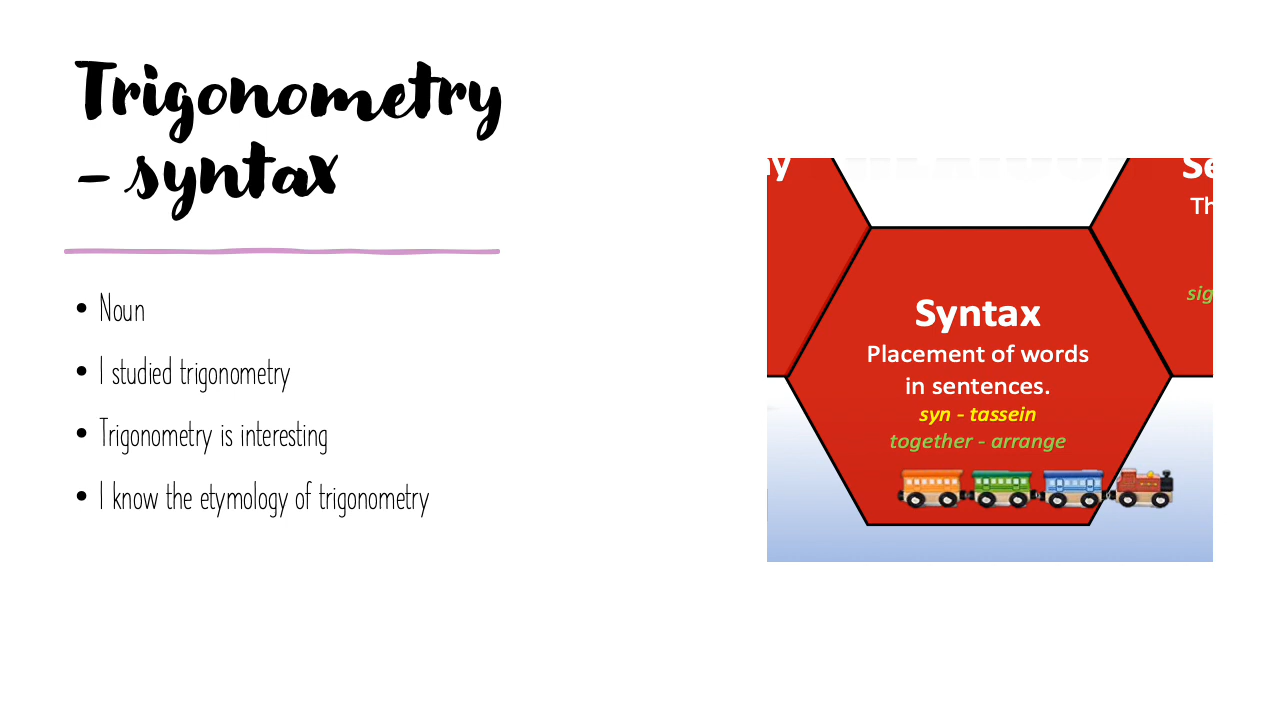 Trigonometry
- syntax
• Noun
• I studied trigonometry
• Trigonometry is interesting
• I know the etymology of trigonometry
Syntax
Placement of words
in sentences.
syn - tassein
together - arrange